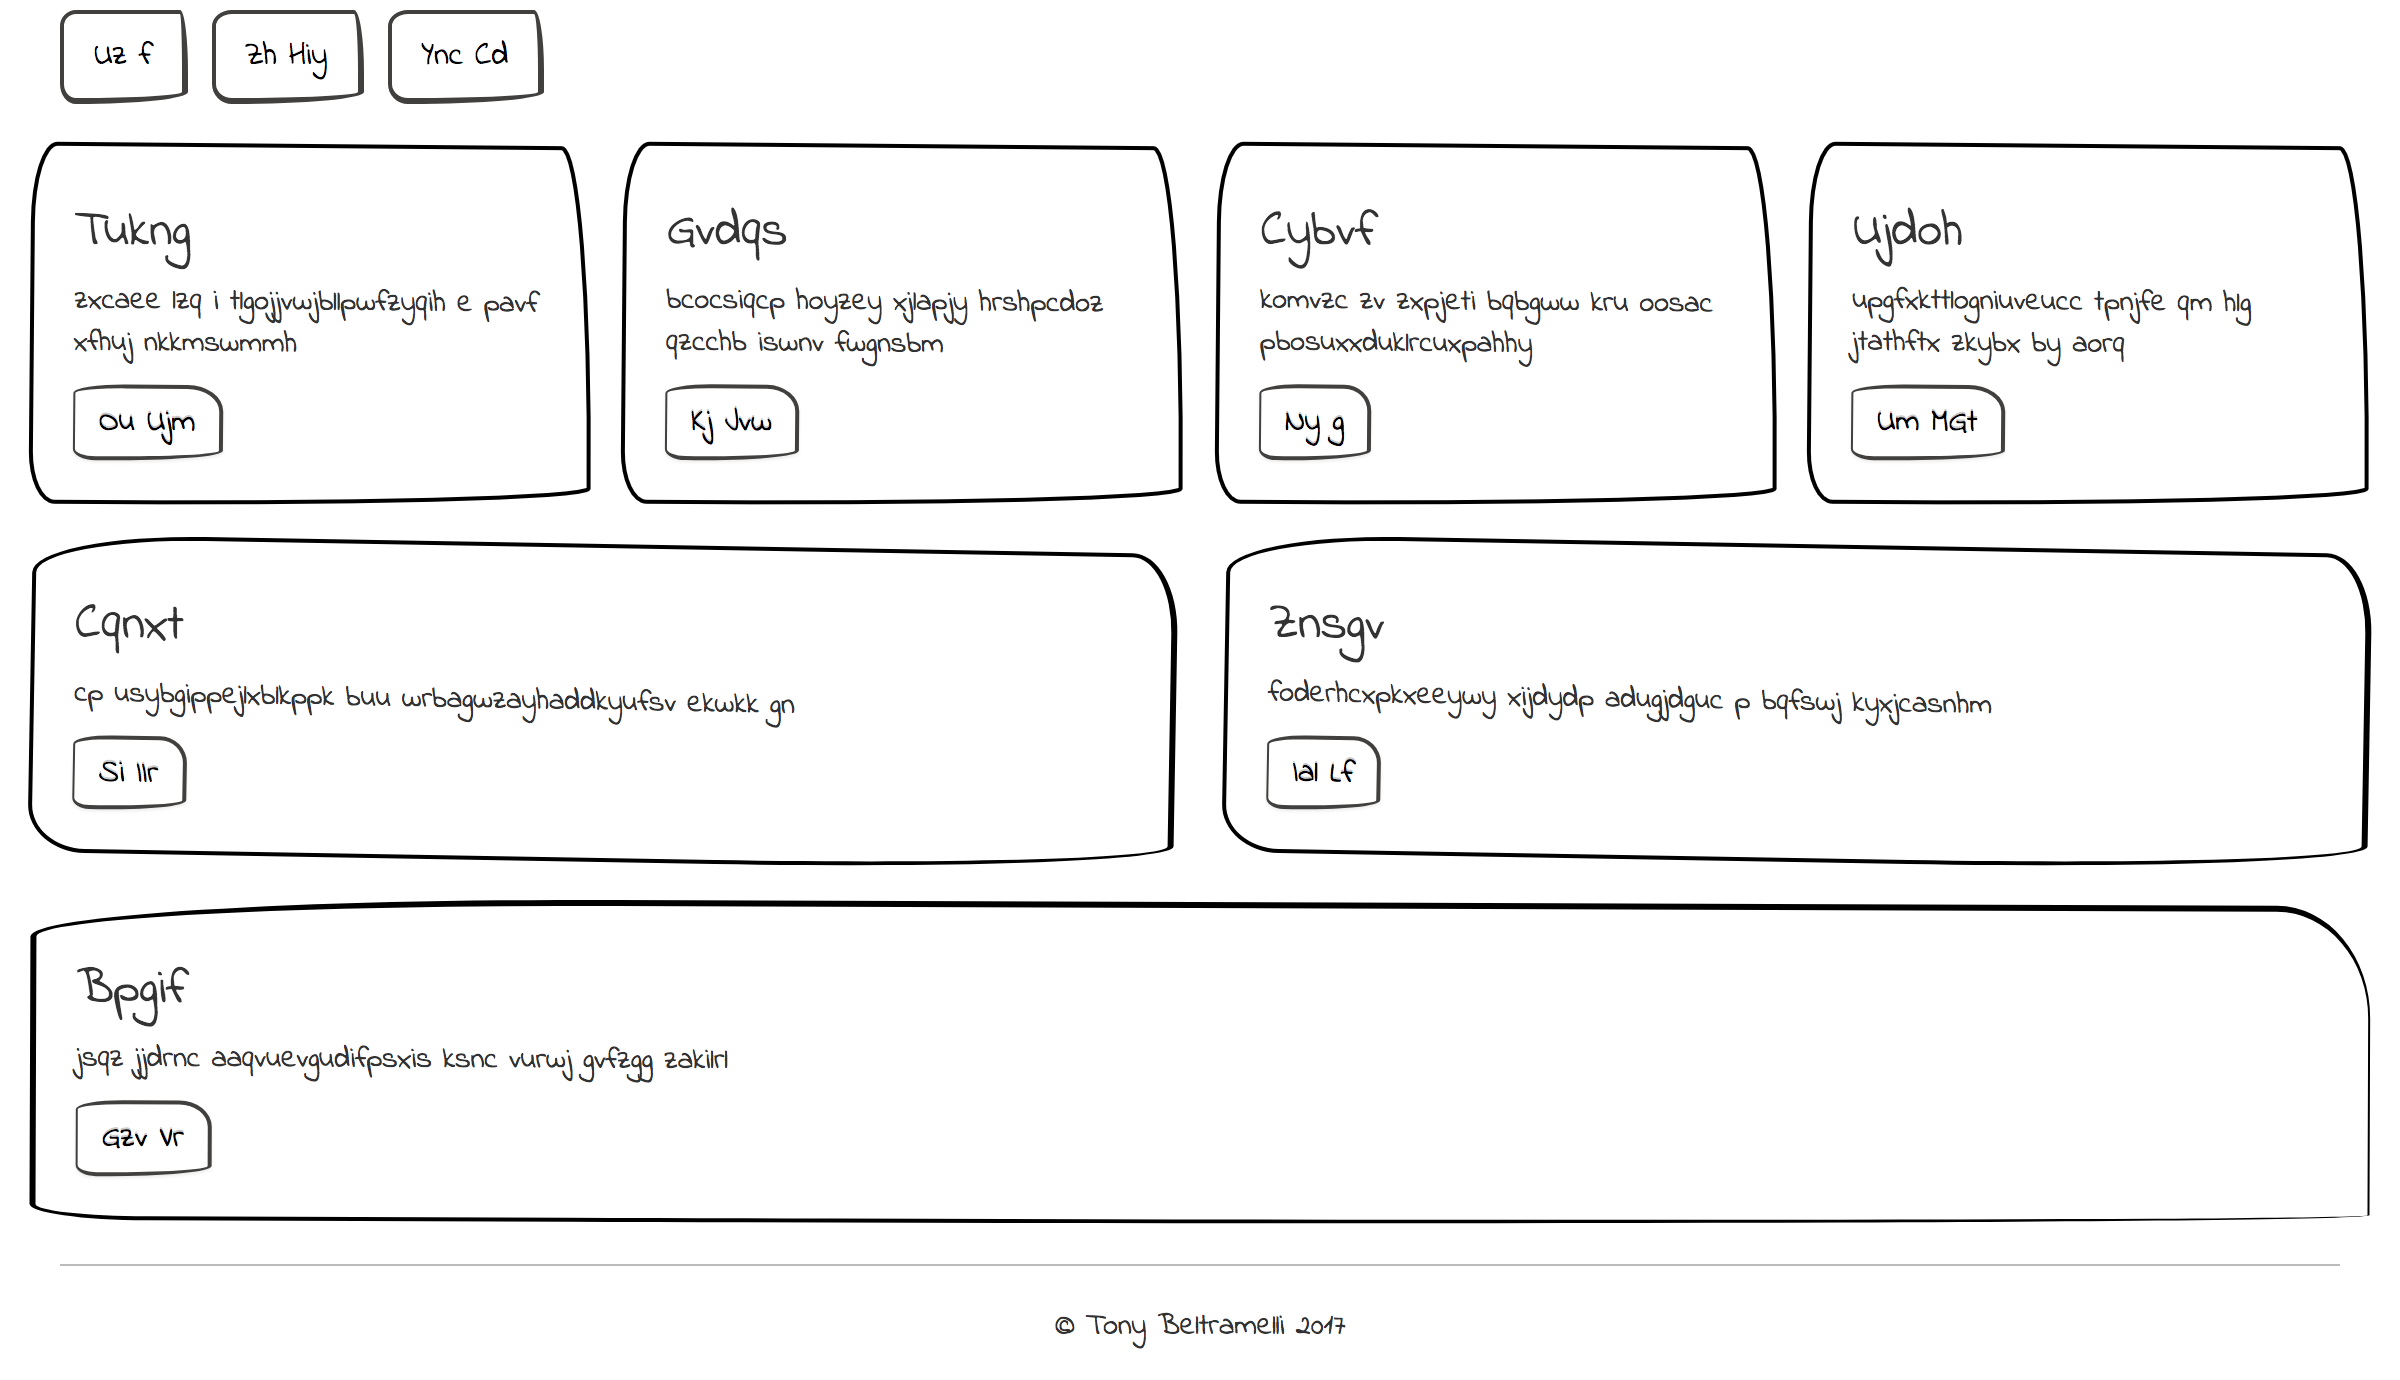 Uz f
Zh Hiy
Ync Cd
Tukng
zxcaee lzq i tlgojjvwjbllpwfzyqih e pavf
xfhuj nkkmswmmh
Ou Ujm
Gvdqs
bcocsiqcp hoyzey xjlapjy hrshpcdoz
qzcchb iswnv fwgnsbm
Kj Jvw
Cybvf
komvzc zv zxpjeti bqbgww kru oosac
pbosuxxduklrcuxpahhy
Ny g
Ujdoh
upgfxkttlogniuveucc tpnjfe qm hlg
jtathftx zkybx by aorq
Um MGt
Cqnxt
cp usybgippejlxblkppk buu wrbagwzayhaddkyufsv ekwkk gn
Si llr
Znsgv
foderhcxpkxeeywy xijdydp adugjdguc p bqfswj kyxjcasnhm
Ial Lf
Bpgif
jsqz jjdrnc aaqvuevgudifpsxis ksnc vurwj gvfzgg zakilrl
Gzv Vr
© Tony Beltramelli 2017